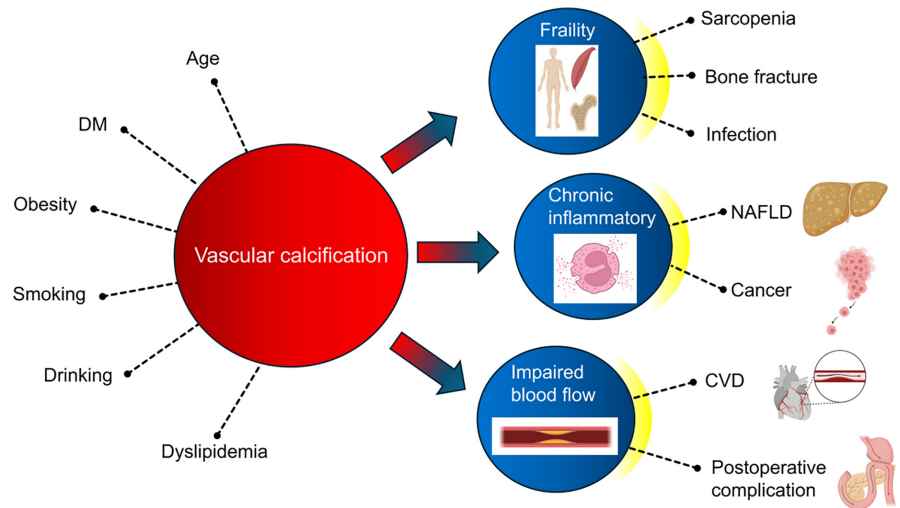 Age
DM
Obesity
Smoking
Drinking
Dyslipidemia
Vascular calcification
Fraility
Sarcopenia
Bone fracture
Infection
Chronic
inflammatory
NAFLD
Cancer
Impaired
blood flow
CVD
Postoperative
complication